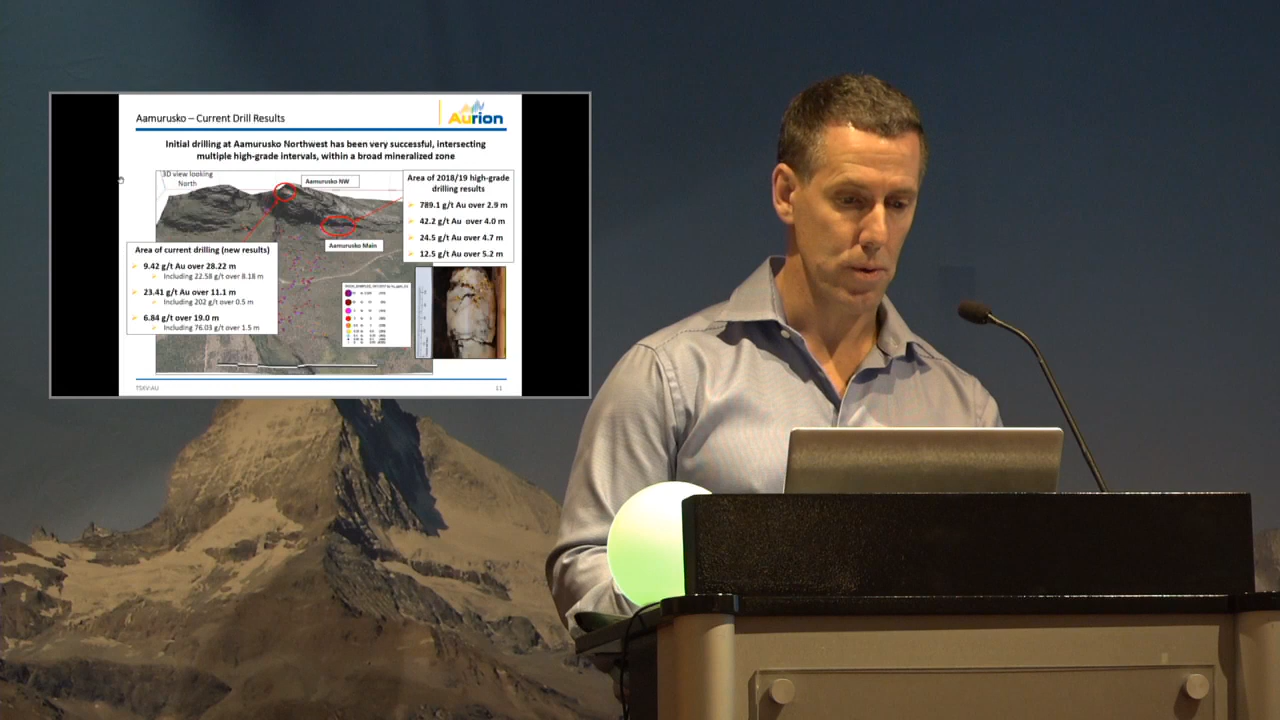 Aamurusko – Current Drill Results
Aurion
Initial drilling at Aamurusko Northwest has been very successful, intersecting
multiple high-grade intervals, within a broad mineralized zone
3D view looking
North
Aamurusko NW
Area of 2018/19 high-grade
drilling results
789.1 g/t Au over 2.9 m
42.2 g/t Au over 4.0 m
24.5 g/t Au over 4.7 m
12.5 g/t Au over 5.2 m
Aamurusko Main
Area of current drilling (new results)
9.42 g/t Au over 28.22 m
Including 22.58 g/t over 8.18 m
23.41 g/t Au over 11.1 m
Including 202 g/t over 0.5 m
6.84 g/t over 19.0 m
Including 76.03 g/t over 1.5 m
TSXV:AU
11